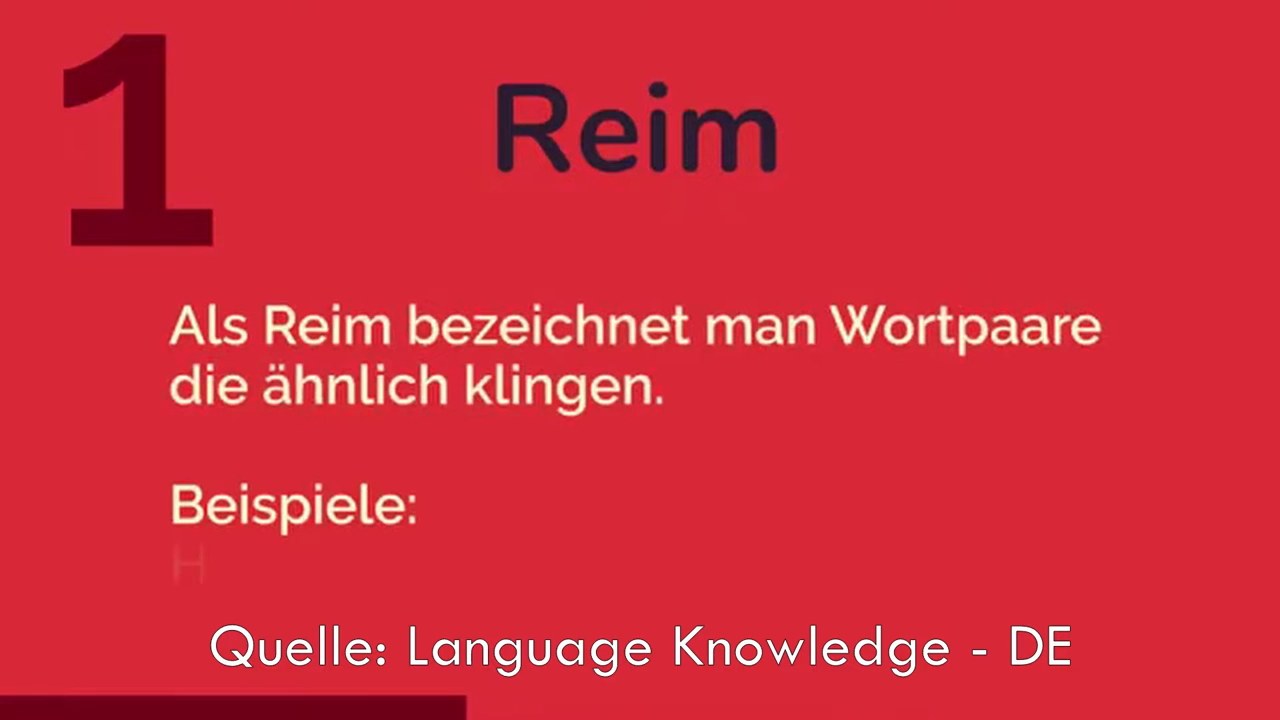 1
Reim
Als Reim bezeichnet man Wortpaare
die ähnlich klingen.
Beispiele:
H
Quelle: Language Knowledge - DE